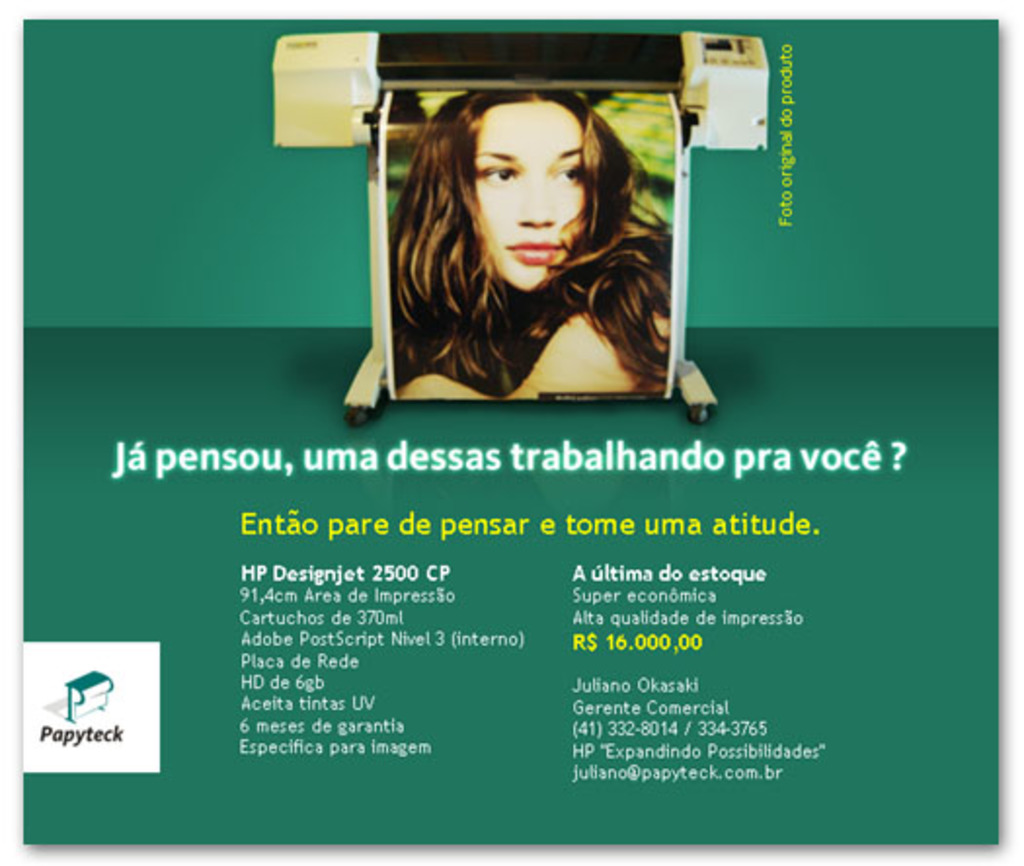 Foto original do produto
Já pensou, uma dessas trabalhando pra você ?
Então pare de pensar e tome uma atitude.
HP Designjet 2500 CP
91,4cm Area de Impressão
Cartuchos de 370ml
Adobe PostScript Nivel 3 (interno)
Placa de Rede
HD de 6gb
Aceita tintas UV
6 meses de garantia
Especifica para imagem
A última do estoque
Super econômica
Alta qualidade de impressão
R$ 16.000,00
Juliano Okasaki
Gerente Comercial
(41) 332-8014 / 334-3765
HP "Expandindo Possibilidades"
juliano@papyteck.com.br
Papyteck